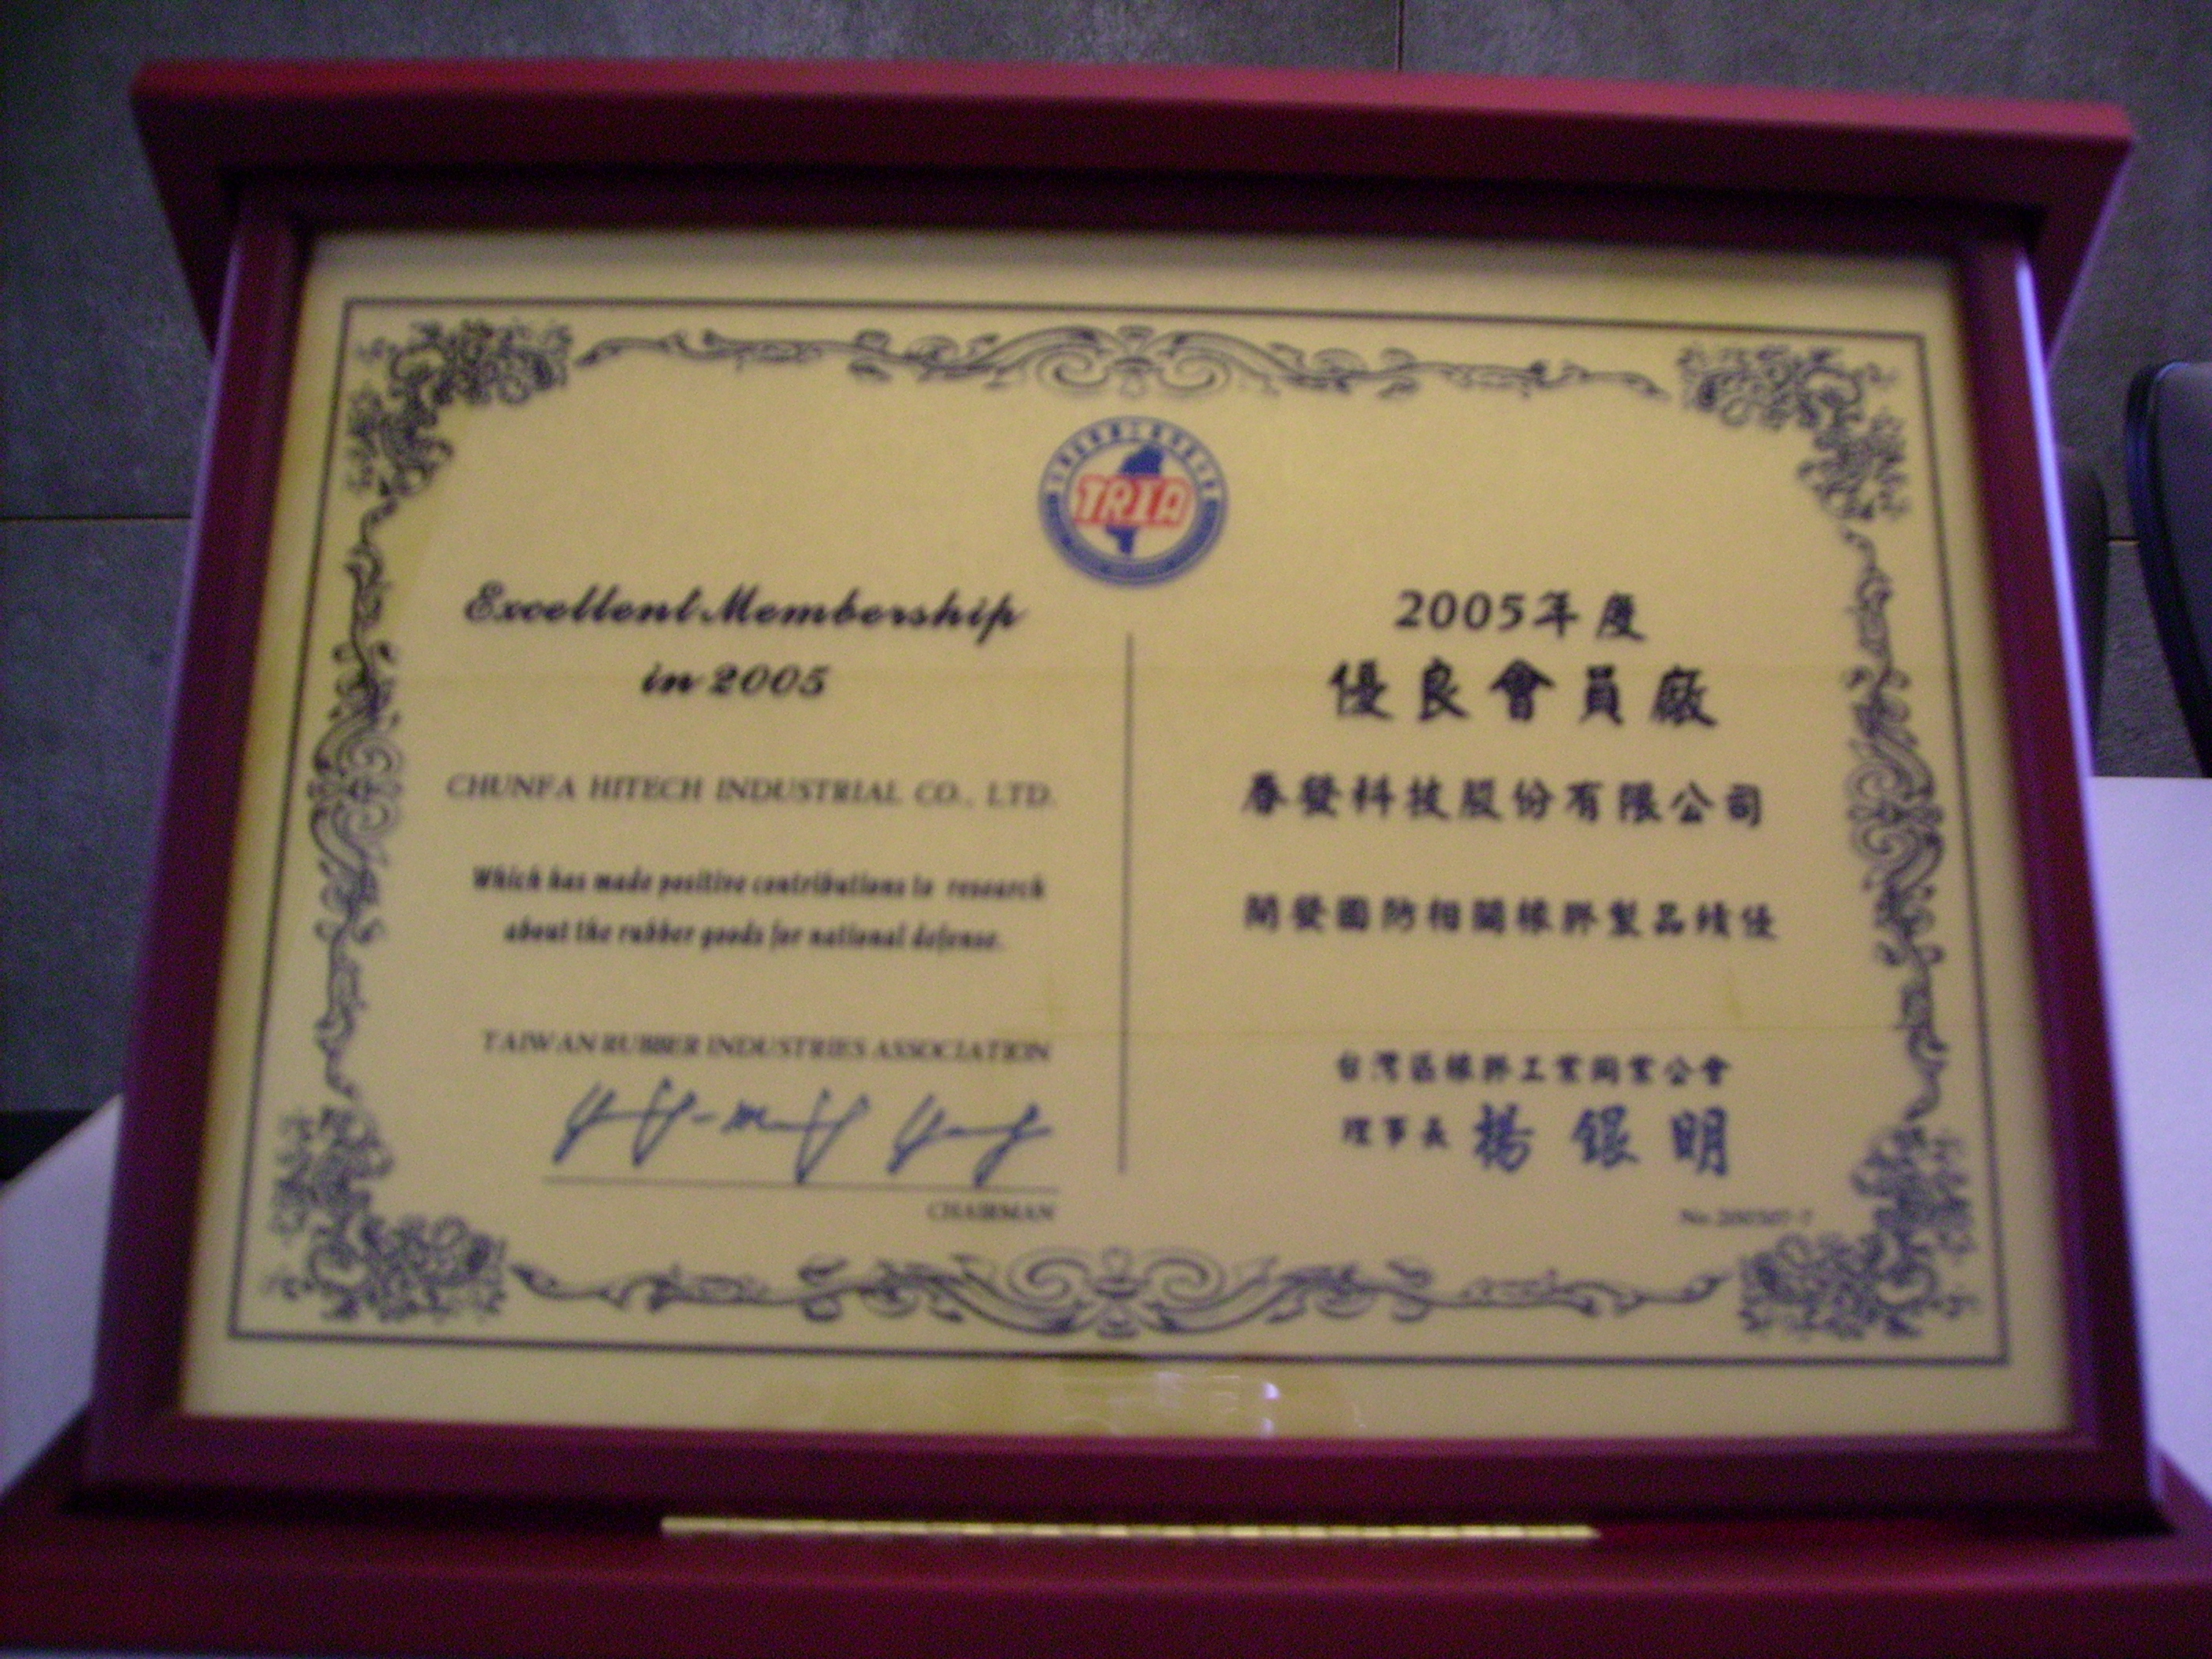 TRIA
Excellent Membership
in 2005
CHUNFA HITECH INDUSTRIAL CO., LTD.
Which has made positive contributions to research
about the rubber goods for national defense.
TAIWAN RUBBER INDUSTRIES ASSOCIATION
CHAIRMAN
2005年度
優良會員廠
春發科技股份有限公司
開發國防相關橡膠製品績優
台灣區橡膠工業同業公會
理事長 楊銀明